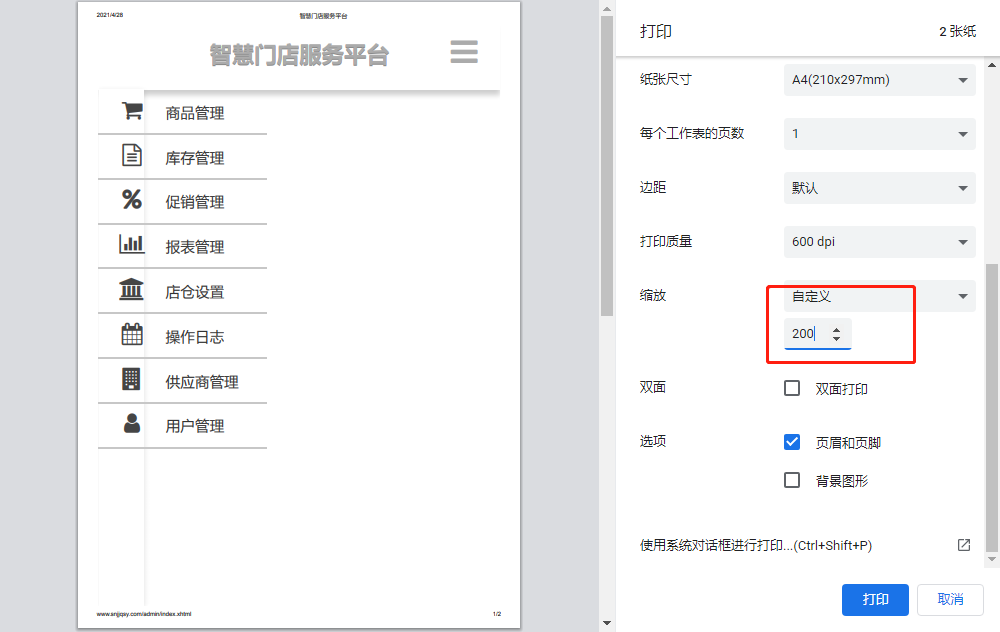 2021/4/28 智慧门店服务平台
智慧门店服务平台
商品管理
库存管理
促销管理
报表管理
店仓设置
操作日志
供应商管理
用户管理
www.snjjqsy.com/admin/index.xhtml 1/2
打印 2 张纸
纸张尺寸 A4(210x297mm)
每个工作表的页数 1
边距 默认
打印质量 600 dpi
缩放 自定义
200
双面 双面打印
选项 页眉和页脚
背景图形
使用系统对话框进行打印...(Ctrl+Shift+P)
打印 取消